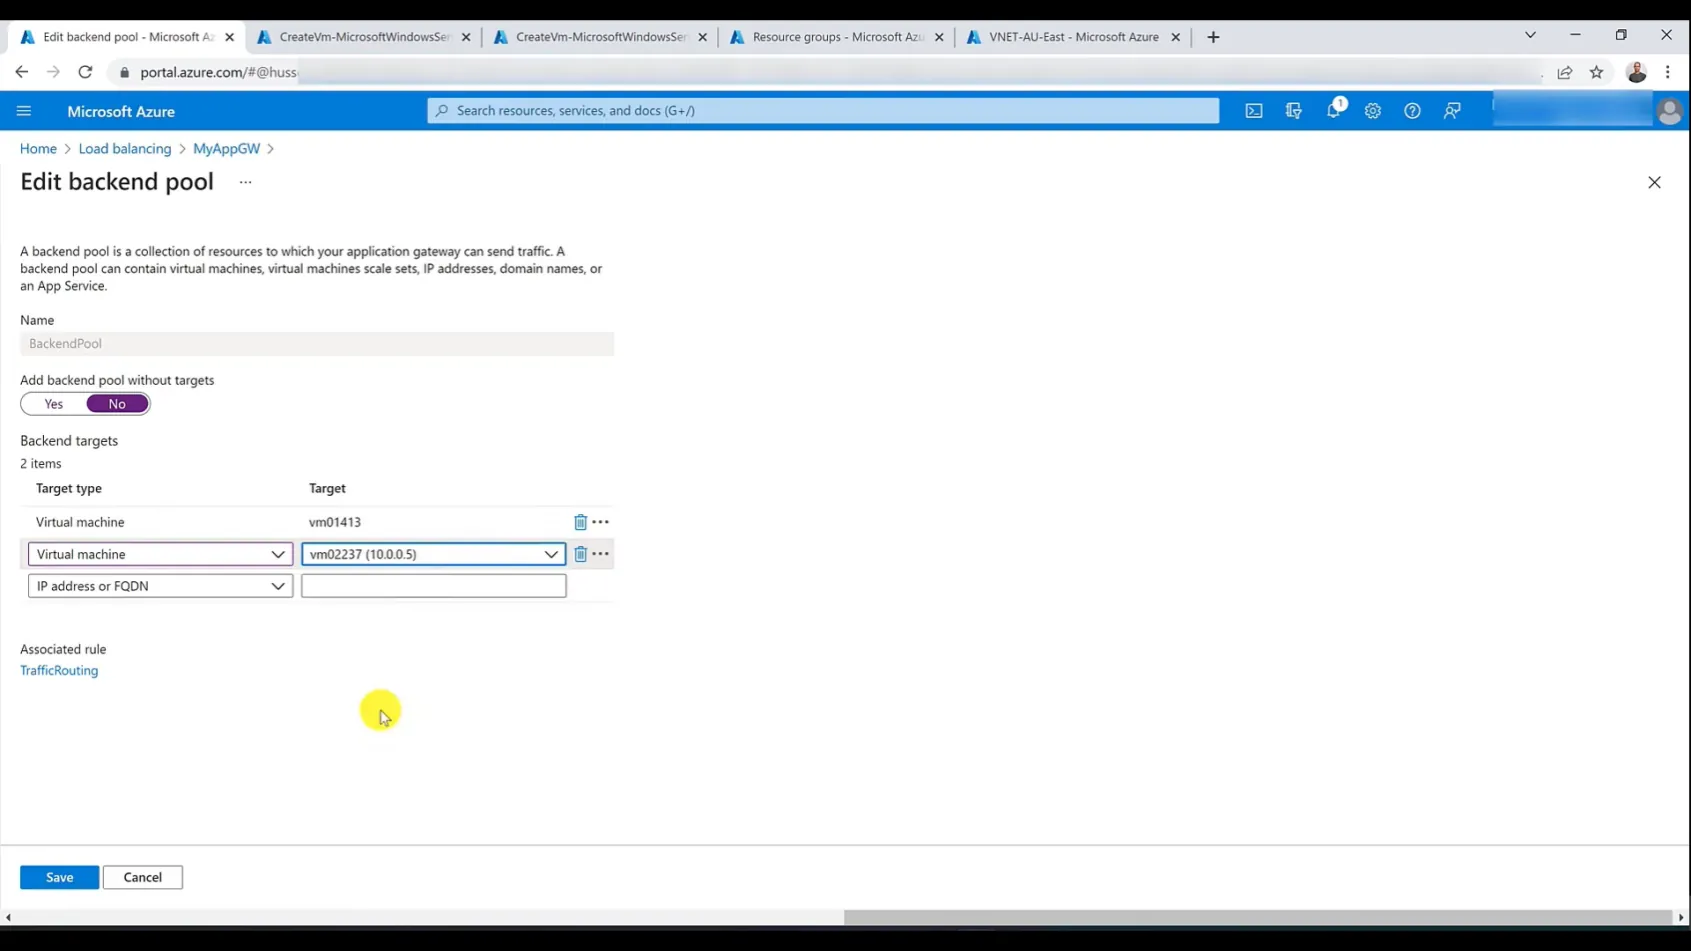 Edit backend pool - Microsoft Az
CreateVm-MicrosoftWindowsSer
CreateVm-MicrosoftWindowsSer
Resource groups - Microsoft Azu
VNET-AU-East - Microsoft Azure
portal.azure.com/#@huss
Microsoft Azure
Search resources, services, and docs (G+/)
1
Home > Load balancing > MyAppGW >
Edit backend pool ...
A backend pool is a collection of resources to which your application gateway can send traffic. A
backend pool can contain virtual machines, virtual machines scale sets, IP addresses, domain names, or
an App Service.
Name
BackendPool
Add backend pool without targets
Yes No
Backend targets
2 items
Target type Target
Virtual machine vm01413
Virtual machine vm02237 (10.0.0.5)
IP address or FQDN
Associated rule
TrafficRouting
Save Cancel